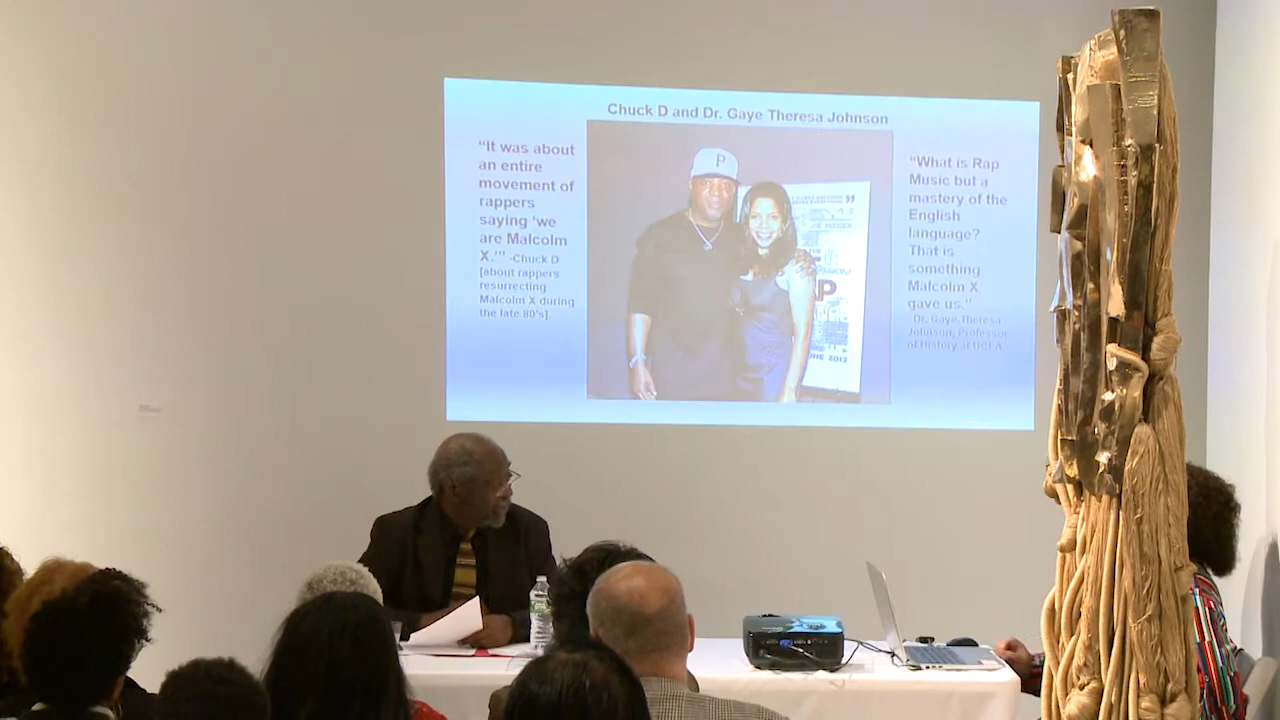 Chuck D and Dr. Gaye Theresa Johnson
“It was about
an entire
movement of
rappers
saying ‘we
are Malcolm
X.’” -Chuck D
[about rappers
resurrecting
Malcolm X during
the late 80's]
P
JUNE 2012
“What is Rap
Music but a
mastery of the
English
language?
That is
something
Malcolm X
gave us.”
Dr. Gaye Theresa
Johnson, Professor
of History at UCLA